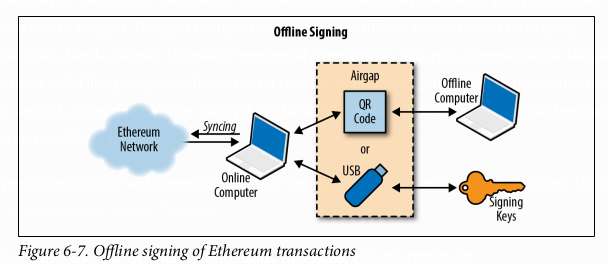 Offline Signing
Airgap
Offline
Computer
QR
Code
Ethereum
Network
Syncing
or
Online
Computer
USB
Signing
Keys
Figure 6-7. Offline signing of Ethereum transactions